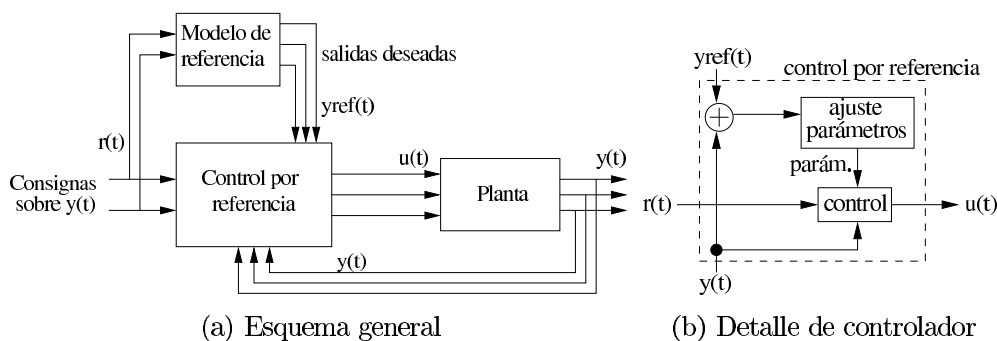 Modelo de
referencia
salidas deseadas
yref(t)
r(t)
Consignas
sobre y(t)
Control por
referencia
u(t)
Planta
y(t)
y(t)
(a) Esquema general
yref(t)
control por referencia
ajuste
parámetros
parám.
r(t)
control
u(t)
y(t)
(b) Detalle de controlador